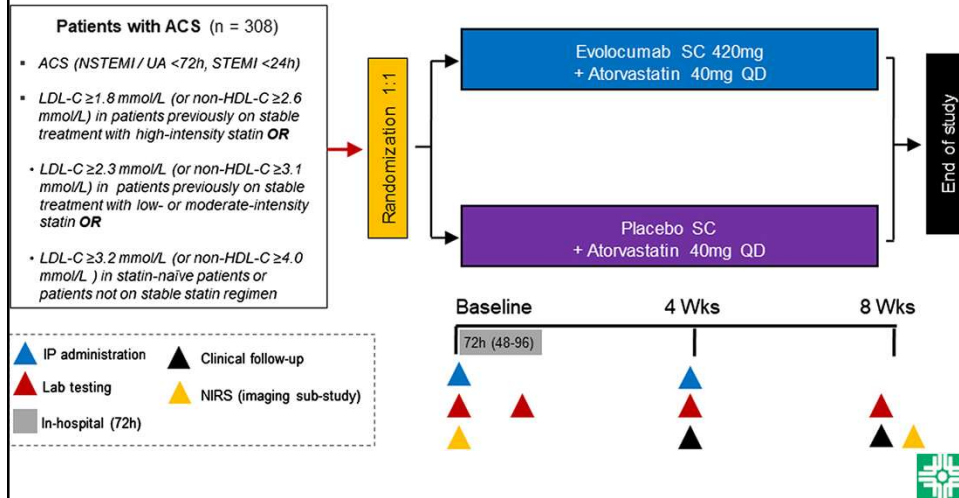 Patients with ACS (n = 308)
ACS (NSTEMI / UA <72h, STEMI <24h)
LDL-C ≥1.8 mmol/L (or non-HDL-C ≥2.6
mmol/L) in patients previously on stable
treatment with high-intensity statin OR
LDL-C ≥2.3 mmol/L (or non-HDL-C ≥3.1
mmol/L) in patients previously on stable
treatment with low- or moderate-intensity
statin OR
LDL-C ≥3.2 mmol/L (or non-HDL-C ≥4.0
mmol/L ) in statin-naïve patients or
patients not on stable statin regimen
Randomization 1:1
Evolocumab SC 420mg
+ Atorvastatin 40mg QD
Placebo SC
+ Atorvastatin 40mg QD
End of study
Baseline
4 Wks
8 Wks
72h (48-96)
IP administration
Clinical follow-up
Lab testing
NIRS (imaging sub-study)
In-hospital (72h)